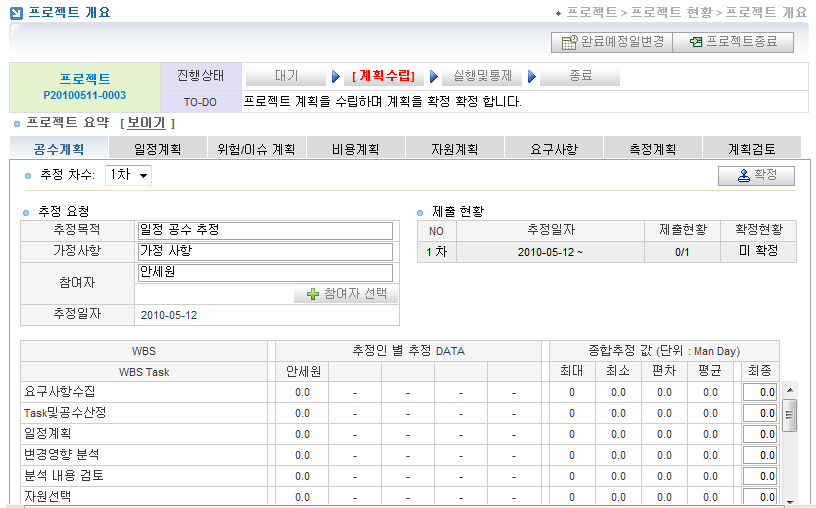 프로젝트 개요
프로젝트 > 프로젝트 현황 > 프로젝트 개요
완료예정일변경 프로젝트종료
프로젝트
P20100511-0003
진행상태 대기 [ 계획수립] 실행및통제 종료
TO-DO 프로젝트 계획을 수립하며 계획을 확정 확정 합니다.
프로젝트 요약 [ 보이기 ]
공수계획 일정계획 위험/이슈 계획 비용계획 자원계획 요구사항 측정계획 계획검토
추정 차수: 1차 확정
추정 요청
추정목적 일정 공수 추정
가정사항 가정 사항
참여자 안세원
참여자 선택
추정일자 2010-05-12
제출 현황
NO 추정일자 제출현황 확정현황
1 차 2010-05-12 ~ 0/1 미 확정
WBS 추정인 별 추정 DATA 종합추정 값 (단위 : Man Day)
WBS Task 안세원 최대 최소 편차 평균 최종
요구사항수집 0.0 - - - - 0 0.0 0.0 0.0 0.0
Task및공수산정 0.0 - - - - 0 0.0 0.0 0.0 0.0
일정계획 0.0 - - - - 0 0.0 0.0 0.0 0.0
변경영향 분석 0.0 - - - - 0 0.0 0.0 0.0 0.0
분석 내용 검토 0.0 - - - - 0 0.0 0.0 0.0 0.0
자원선택 0.0 - - - - 0 0.0 0.0 0.0 0.0